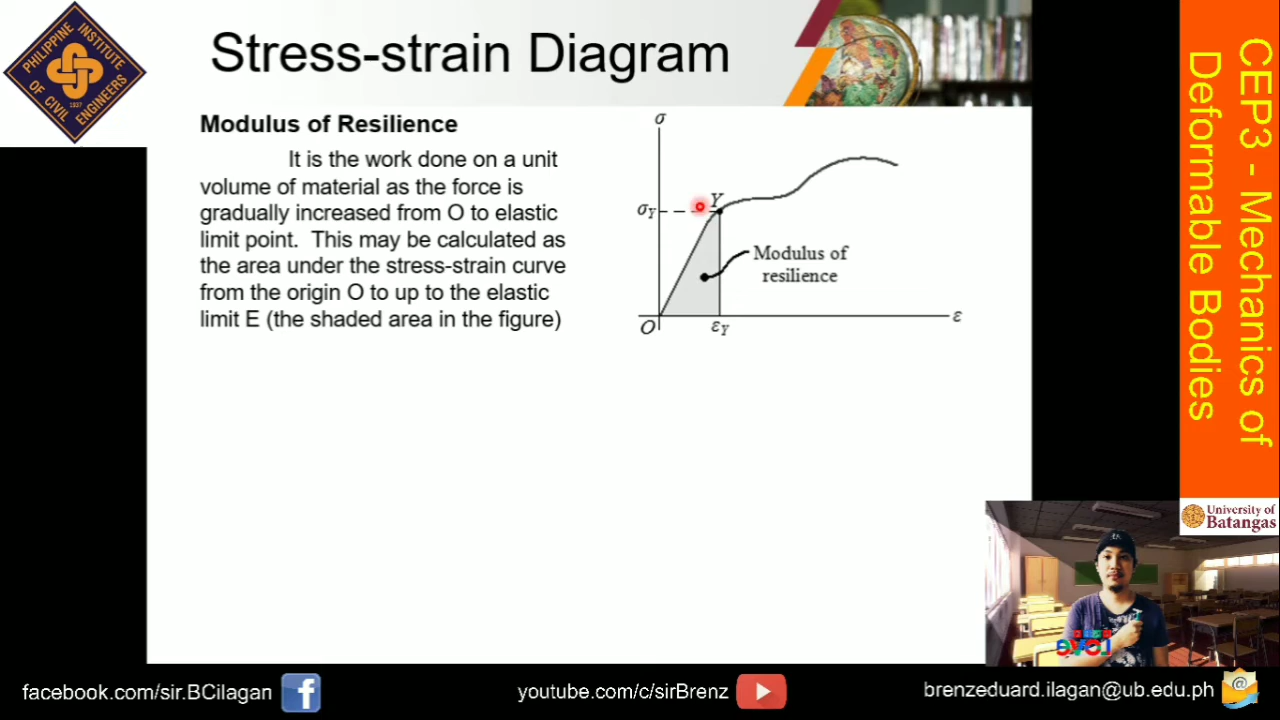 PHILIPPINE INSTITUTE
OF CIVIL ENGINEERS
1937
Stress-strain Diagram
Modulus of Resilience
It is the work done on a unit
volume of material as the force is
gradually increased from O to elastic
limit point. This may be calculated as
the area under the stress-strain curve
from the origin O to up to the elastic
limit E (the shaded area in the figure)
σ
σY
Y
Modulus of
resilience
O
εY
ε
CEP3 - Mechanics of
Deformable Bodies
University of
Batangas
facebook.com/sir.BCilagan
youtube.com/c/sirBrenz
brenzeduard.ilagan@ub.edu.ph